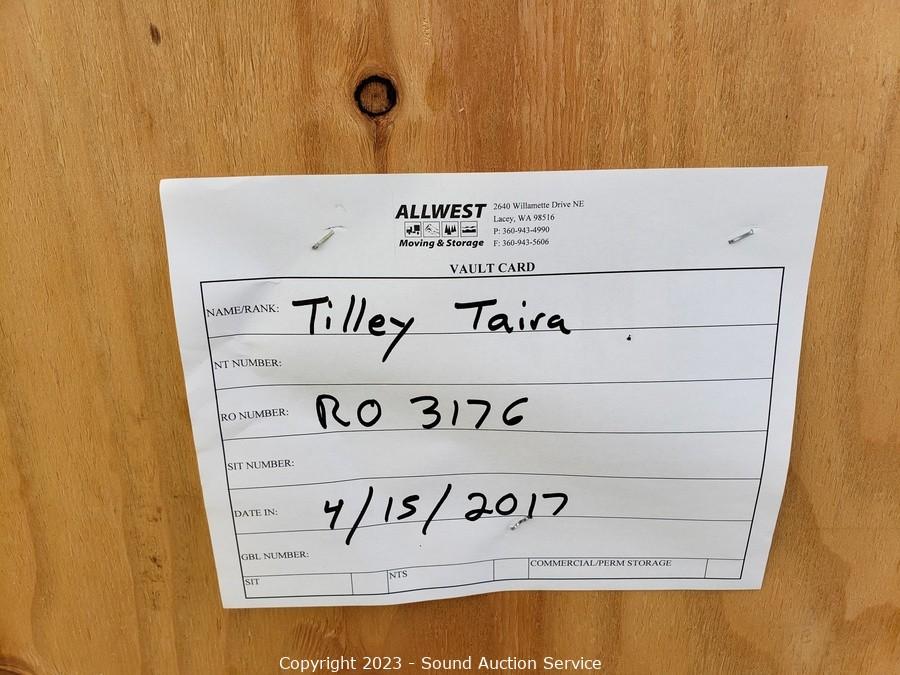 ALLWEST
Moving & Storage
2640 Willamette Drive NE
Lacey, WA 98516
P: 360-943-4990
F: 360-943-5606
VAULT CARD
NAME/RANK: Tilley Taira
NT NUMBER:
RO NUMBER: RO 3176
SIT NUMBER:
DATE IN: 4/15/2017
GBL NUMBER:
SIT NTS COMMERCIAL/PERM STORAGE
Copyright 2023 - Sound Auction Service